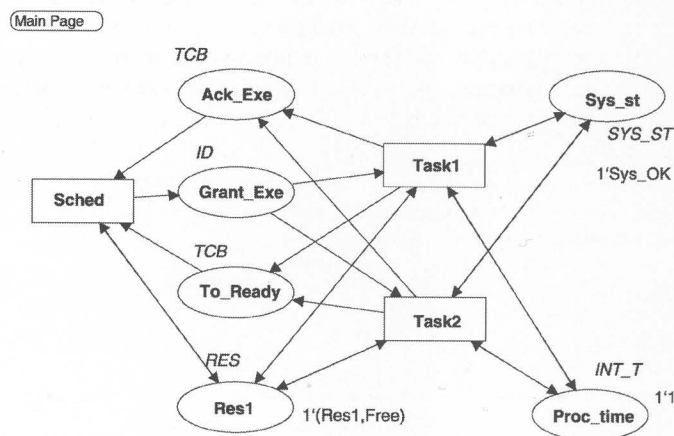 Main Page
TCB
Ack_Exe
Sys_st
SYS_ST
1'Sys_OK
ID
Task1
Sched
Grant_Exe
TCB
To_Ready
Task2
RES
Res1
1'(Res1,Free)
INT_T
1'1
Proc_time